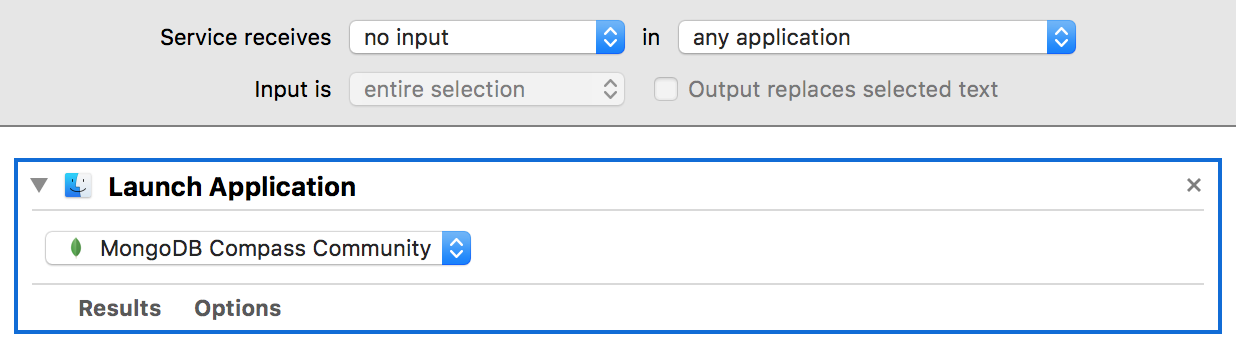 Service receives no input in any application
Input is entire selection Output replaces selected text
Launch Application
MongoDB Compass Community
Results Options